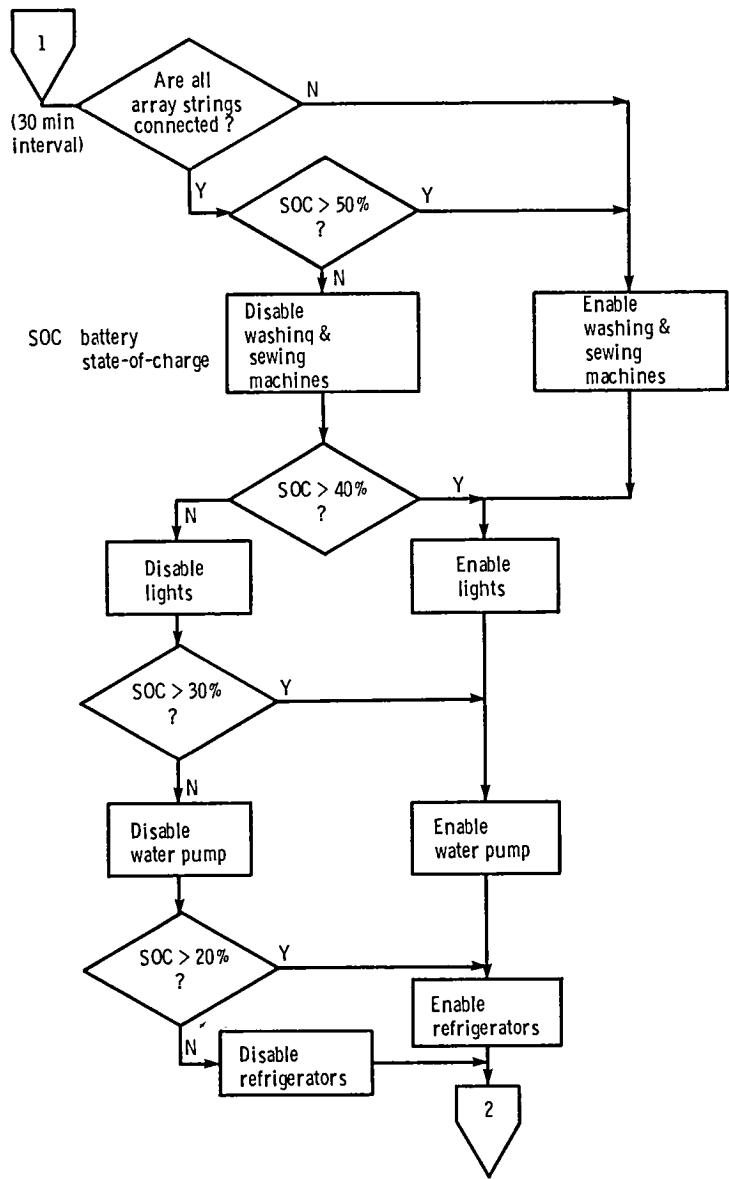 1
(30 min
interval)
Are all
array strings
connected ?
N
Y
SOC > 50%
?
Y
N
SOC battery
state-of-charge
Disable
washing &
sewing
machines
Enable
washing &
sewing
machines
SOC > 40%
?
Y
N
Disable
lights
Enable
lights
SOC > 30%
?
Y
N
Disable
water pump
Enable
water pump
SOC > 20%
?
Y
N
Enable
refrigerators
Disable
refrigerators
2